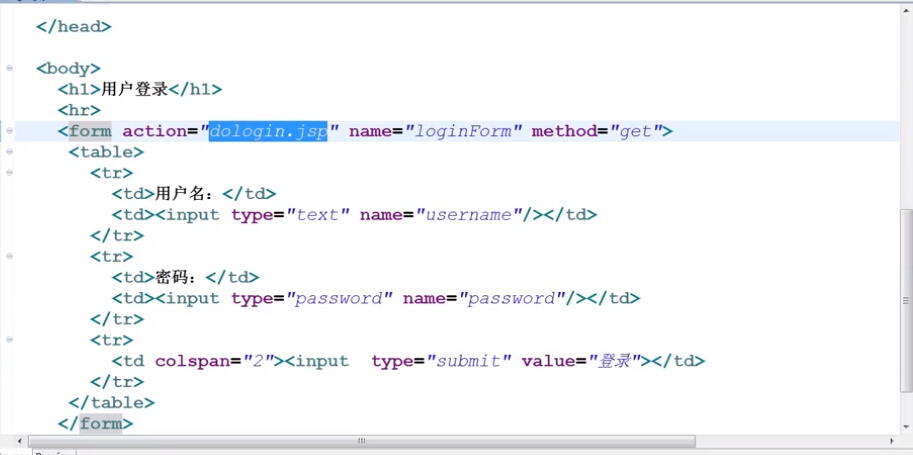 </head>
<body>
<h1>用户登录</h1>
<hr>
<form action="dologin.jsp" name="loginForm" method="get">
<table>
<tr>
<td>用户名：</td>
<td><input type="text" name="username"/></td>
</tr>
<tr>
<td>密码：</td>
<td><input type="password" name="password"/></td>
</tr>
<tr>
<td colspan="2"><input  type="submit" value="登录"></td>
</tr>
</table>
</form>